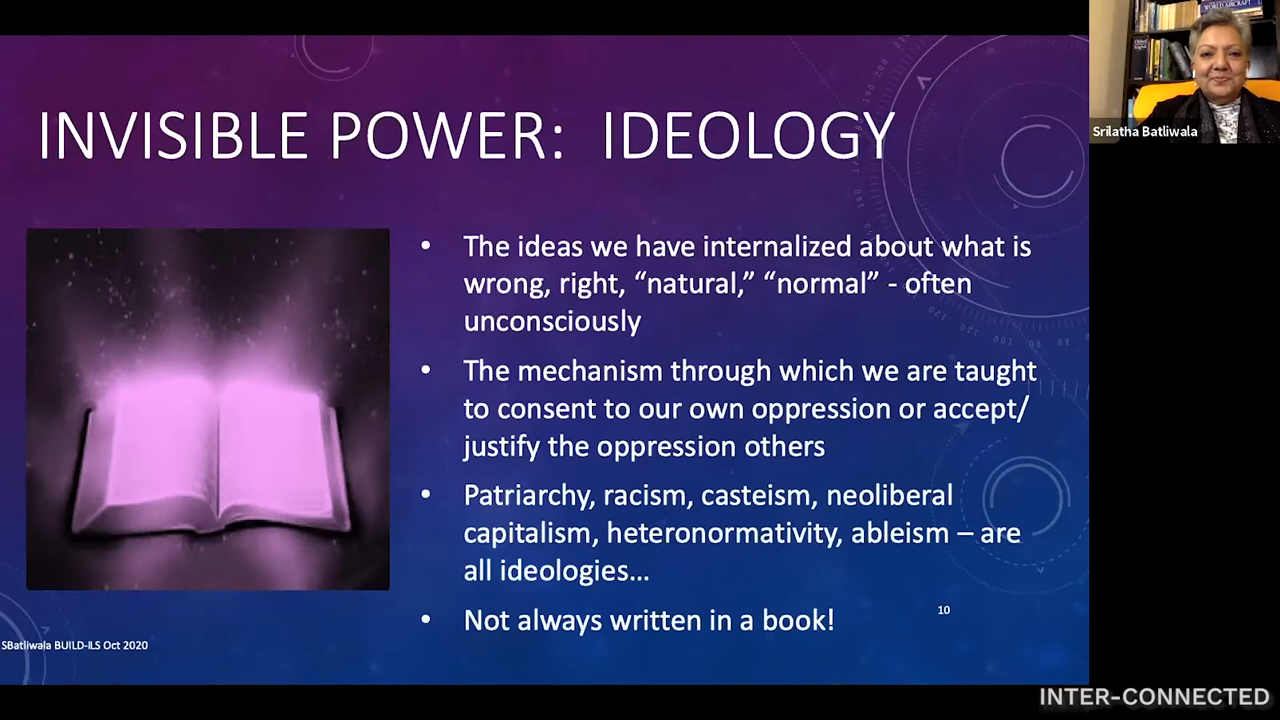 INVISIBLE POWER: IDEOLOGY
• The ideas we have internalized about what is
wrong, right, “natural,” “normal” - often
unconsciously
• The mechanism through which we are taught
to consent to our own oppression or accept/
justify the oppression others
• Patriarchy, racism, casteism, neoliberal
capitalism, heteronormativity, ableism – are
all ideologies...
• Not always written in a book!
10
SBatliwala BUILD-ILS Oct 2020
Srilatha Batliwala
INTER-CONNECTED